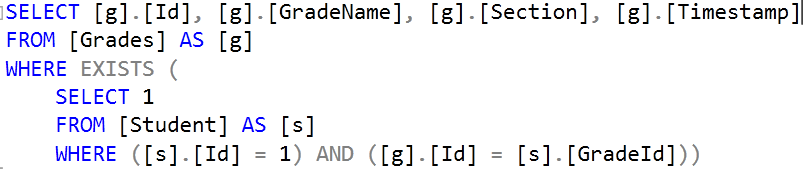 SELECT [g].[Id], [g].[GradeName], [g].[Section], [g].[Timestamp]
FROM [Grades] AS [g]
WHERE EXISTS (
    SELECT 1
    FROM [Student] AS [s]
    WHERE ([s].[Id] = 1) AND ([g].[Id] = [s].[GradeId]))